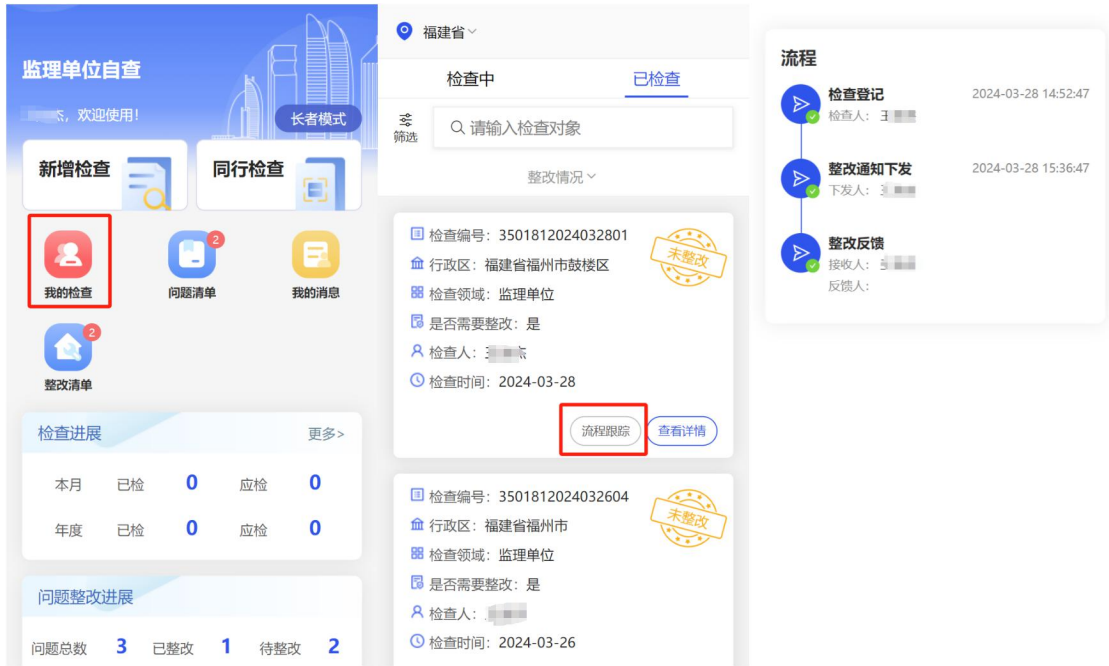 监理单位自查
，欢迎使用！
长者模式
新增检查
同行检查
我的检查
问题清单
2
我的消息
整改清单
2
检查进展
更多>
本月 已检 0 应检 0
年度 已检 0 应检 0
问题整改进展
问题总数 3 已整改 1 待整改 2
福建省
检查中
已检查
筛选
请输入检查对象
整改情况
检查编号：3501812024032801
行政区：福建省福州市鼓楼区
检查领域：监理单位
是否需要整改：是
检查人：
检查时间：2024-03-28
未整改
流程跟踪
查看详情
检查编号：3501812024032604
行政区：福建省福州市
检查领域：监理单位
是否需要整改：是
检查人：
检查时间：2024-03-26
未整改
流程
检查登记 2024-03-28 14:52:47
检查人：
整改通知下发 2024-03-28 15:36:47
下发人：
整改反馈
接收人：
反馈人：